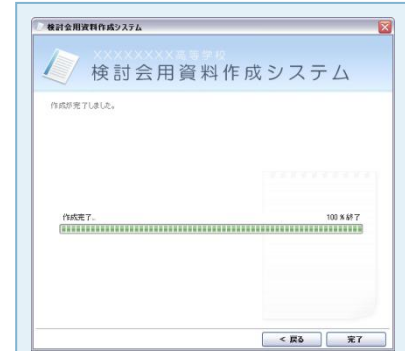 検討会用資料作成システム
XXXXXXXX高等学校
検討会用資料作成システム
作成が完了しました。
作成完了.
100 % 終了
< 戻る
完了